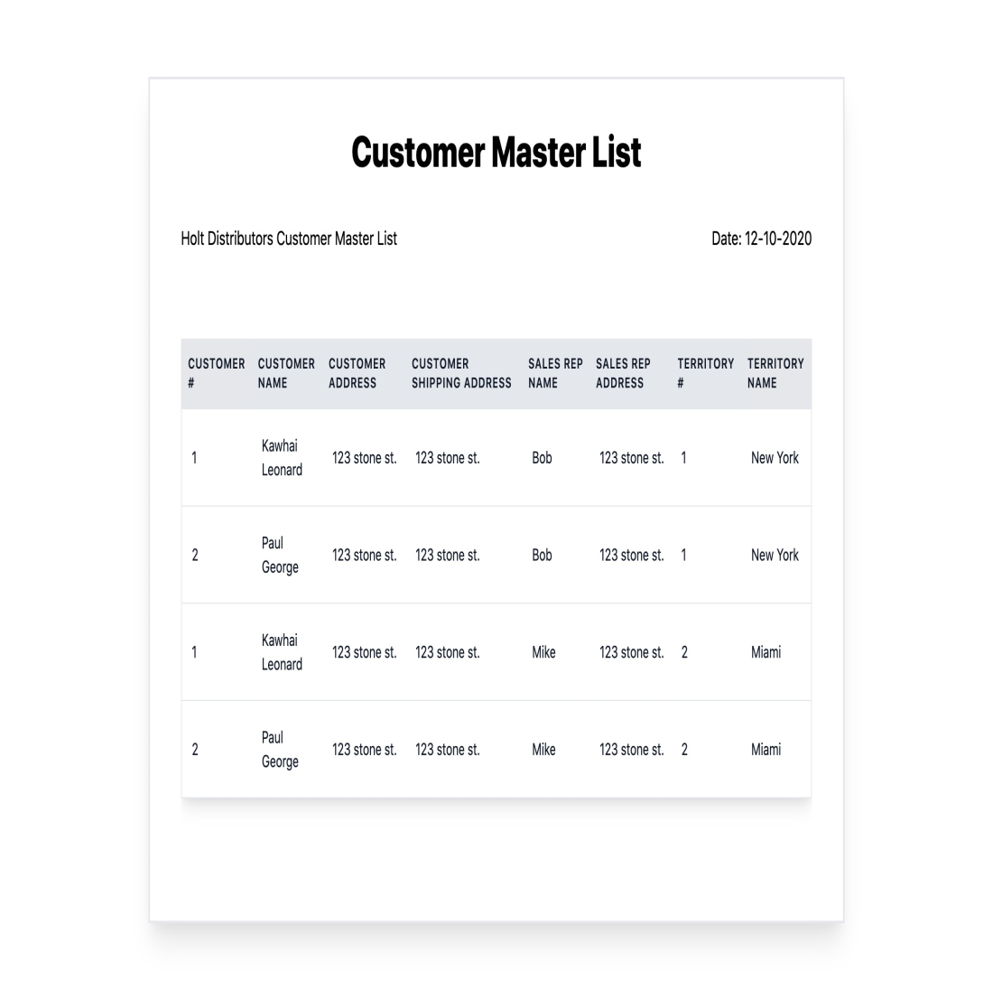 Customer Master List
Holt Distributors Customer Master List Date: 12-10-2020
CUSTOMER CUSTOMER CUSTOMER CUSTOMER SALES REP SALES REP TERRITORY TERRITORY
# NAME ADDRESS SHIPPING ADDRESS NAME ADDRESS # NAME
1 Kawhai Leonard 123 stone st. 123 stone st. Bob 123 stone st. 1 New York
2 Paul George 123 stone st. 123 stone st. Bob 123 stone st. 1 New York
1 Kawhai Leonard 123 stone st. 123 stone st. Mike 123 stone st. 2 Miami
2 Paul George 123 stone st. 123 stone st. Mike 123 stone st. 2 Miami